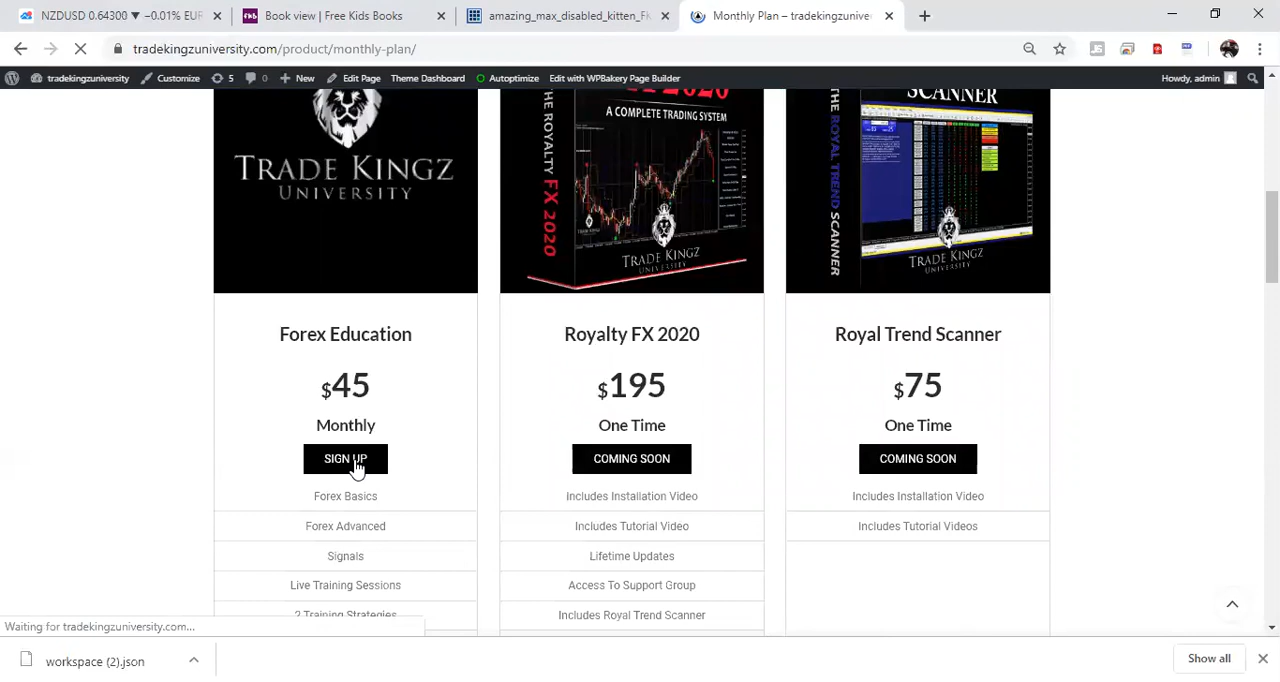 NZDUSD 0.64300 ▼ −0.01% EUR
Book view | Free Kids Books
amazing_max_disabled_kitten_FK
Monthly Plan – tradekingzunive
tradekingzuniversity.com/product/monthly-plan/
tradekingzuniversity
Customize
5
0
New
Edit Page
Theme Dashboard
Autoptimize
Edit with WPBakery Page Builder
Howdy, admin
TRADE KINGZ
UNIVERSITY
THE ROYALTY FX 2020
2020
A COMPLETE TRADING SYSTEM
TRADE KINGZ
UNIVERSITY
THE ROYAL TREND SCANNER
SCANNER
TRADE KINGZ
UNIVERSITY
Forex Education
$45
Monthly
SIGN UP
Forex Basics
Forex Advanced
Signals
Live Training Sessions
2 Training Strategies
Royalty FX 2020
$195
One Time
COMING SOON
Includes Installation Video
Includes Tutorial Video
Lifetime Updates
Access To Support Group
Includes Royal Trend Scanner
Royal Trend Scanner
$75
One Time
COMING SOON
Includes Installation Video
Includes Tutorial Videos
Waiting for tradekingzuniversity.com...
workspace (2).json
Show all